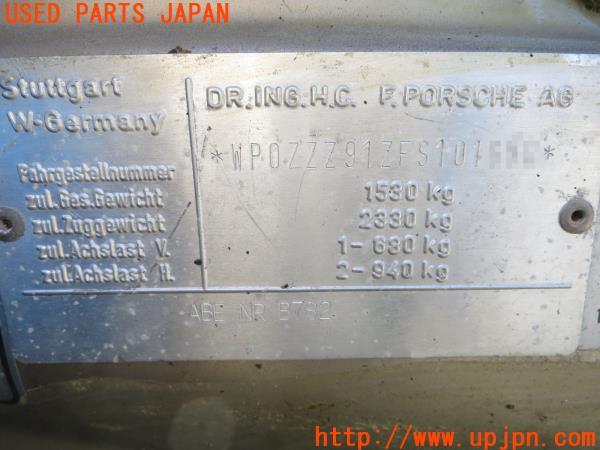 USED PARTS JAPAN
Stuttgart
W-Germany
DR.ING.H.C. F.PORSCHE AG
*WP0ZZZ91ZFS101 *
Fahrgestellnummer
zul.Ges.Gewicht 1530 kg
zul.Zuggewicht 2330 kg
zul.Achslast V. 1- 680 kg
zul.Achslast/H. 2- 940 kg
ABE NR B782
http://www.upjpn.com/